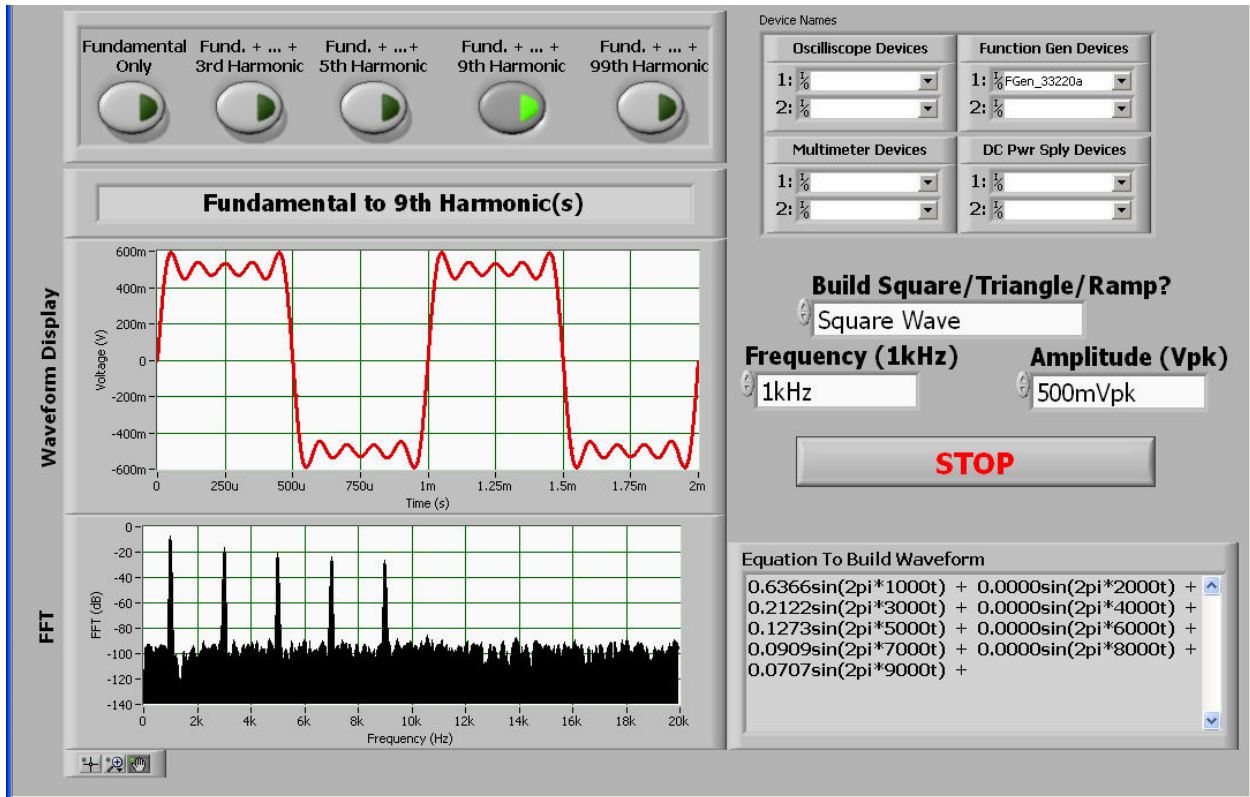 Fundamental Only
Fund. + ... + 3rd Harmonic
Fund. + ...+ 5th Harmonic
Fund. + ... + 9th Harmonic
Fund. + ... + 99th Harmonic
Device Names
Oscilliscope Devices
1:
2:
Function Gen Devices
1: FGen_33220a
2:
Multimeter Devices
1:
2:
DC Pwr Sply Devices
1:
2:
Fundamental to 9th Harmonic(s)
Waveform Display
Voltage (V)
600m
400m
200m
0
-200m
-400m
-600m
0 250u 500u 750u 1m 1.25m 1.5m 1.75m 2m
Time (s)
Build Square/Triangle/Ramp?
Square Wave
Frequency (1kHz)
1kHz
Amplitude (Vpk)
500mVpk
STOP
FFT
FFT (dB)
0
-20
-40
-60
-80
-100
-120
-140
0 2k 4k 6k 8k 10k 12k 14k 16k 18k 20k
Frequency (Hz)
Equation To Build Waveform
0.6366sin(2pi*1000t) + 0.0000sin(2pi*2000t) +
0.2122sin(2pi*3000t) + 0.0000sin(2pi*4000t) +
0.1273sin(2pi*5000t) + 0.0000sin(2pi*6000t) +
0.0909sin(2pi*7000t) + 0.0000sin(2pi*8000t) +
0.0707sin(2pi*9000t) +